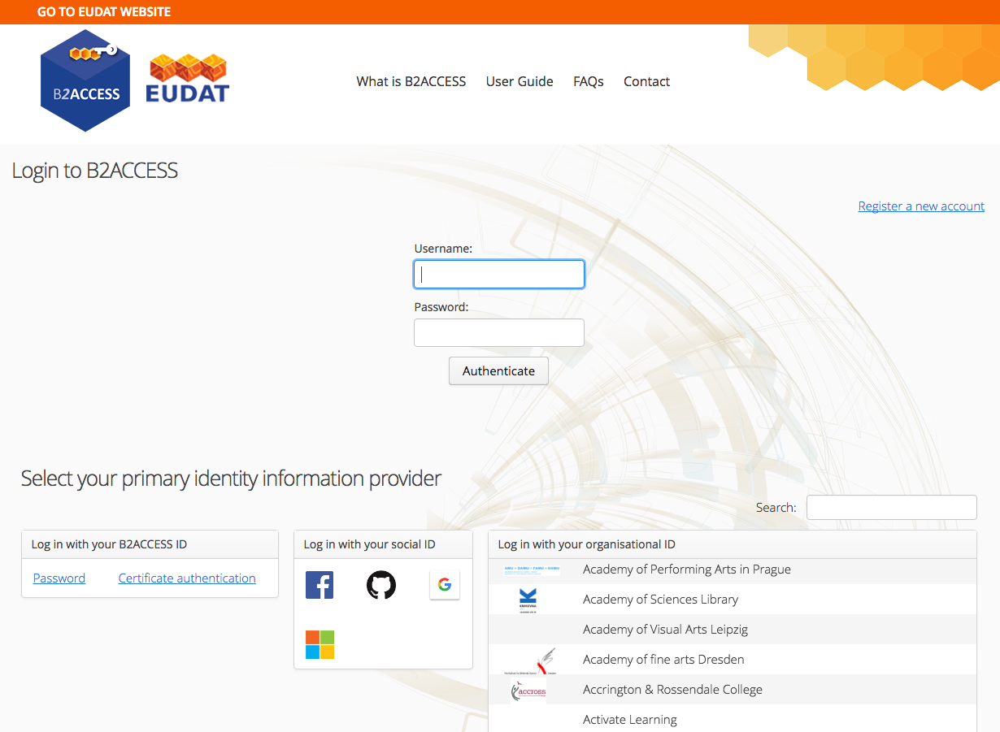 GO TO EUDAT WEBSITE
B2ACCESS
EUDAT
What is B2ACCESS User Guide FAQs Contact
Login to B2ACCESS
Register a new account
Username:
Password:
Authenticate
Select your primary identity information provider
Search:
Log in with your B2ACCESS ID
Password Certificate authentication
Log in with your social ID
Log in with your organisational ID
Academy of Performing Arts in Prague
Academy of Sciences Library
Academy of Visual Arts Leipzig
Academy of fine arts Dresden
accross
Accrington & Rossendale College
Activate Learning